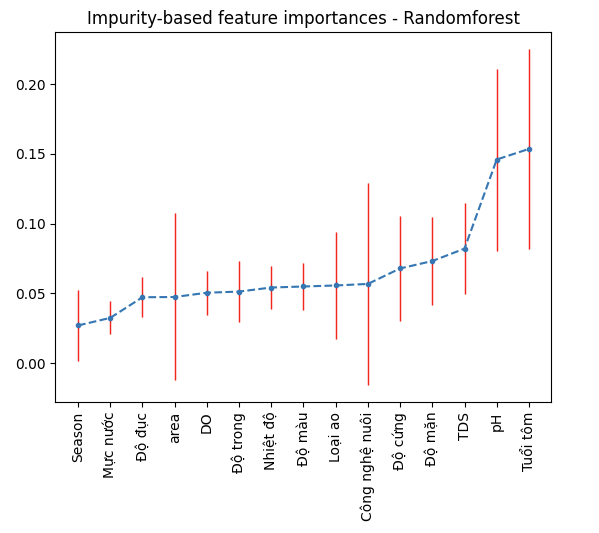 Impurity-based feature importances - Randomforest
0.20
0.15
0.10
0.05
0.00
Season
Mực nước
Độ đục
area
DO
Độ trong
Nhiệt độ
Độ màu
Loại ao
Công nghệ nuôi
Độ cứng
Độ mặn
TDS
pH
Tuổi tôm